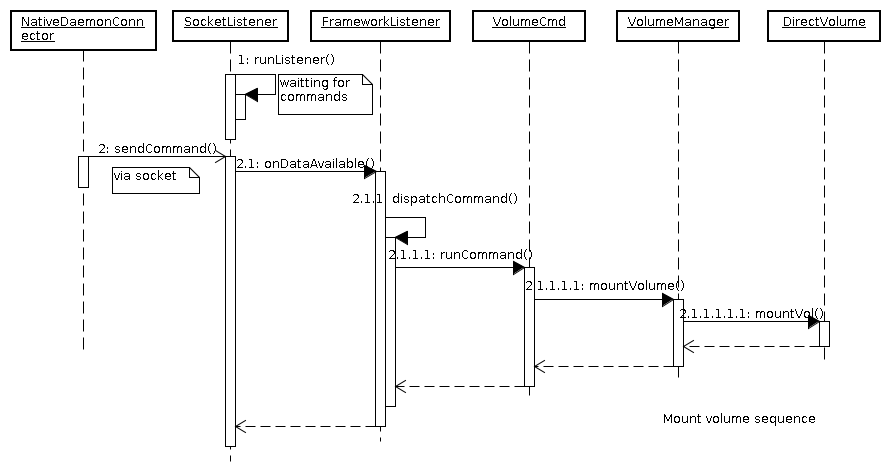 NativeDaemonConn
ector
SocketListener
FrameworkListener
VolumeCmd
VolumeManager
DirectVolume
1: runListener()
waitting for
commands
2: sendCommand()
via socket
2.1: onDataAvailable()
2.1.1 dispatchCommand()
2.1.1.1: runCommand()
2 1.1.1.1: mountVolume()
2.1.1.1.1.1: mountVol()
Mount volume sequence